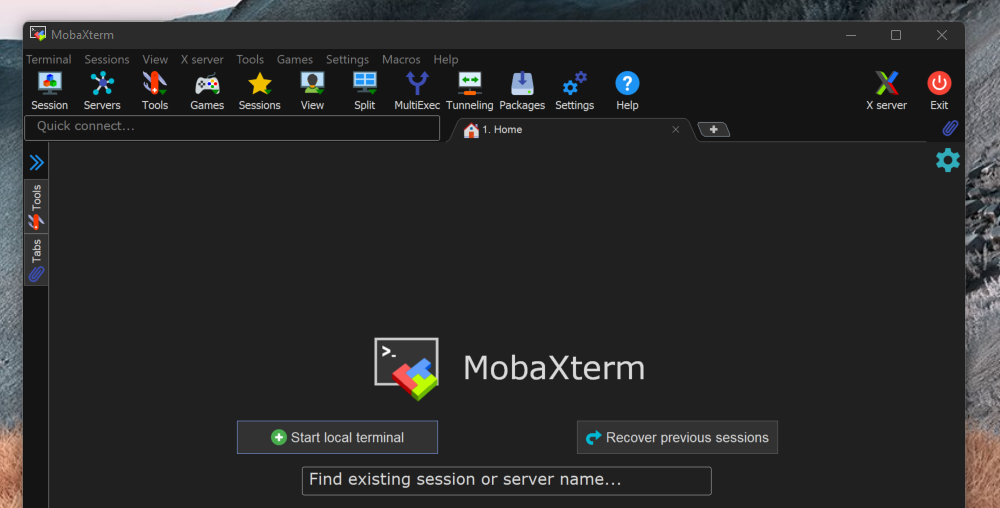 MobaXterm
Terminal Sessions View X server Tools Games Settings Macros Help
Session Servers Tools Games Sessions View Split MultiExec Tunneling Packages Settings Help X server Exit
Quick connect...
1. Home
Tools
Tabs
>_
MobaXterm
Start local terminal
Recover previous sessions
Find existing session or server name...